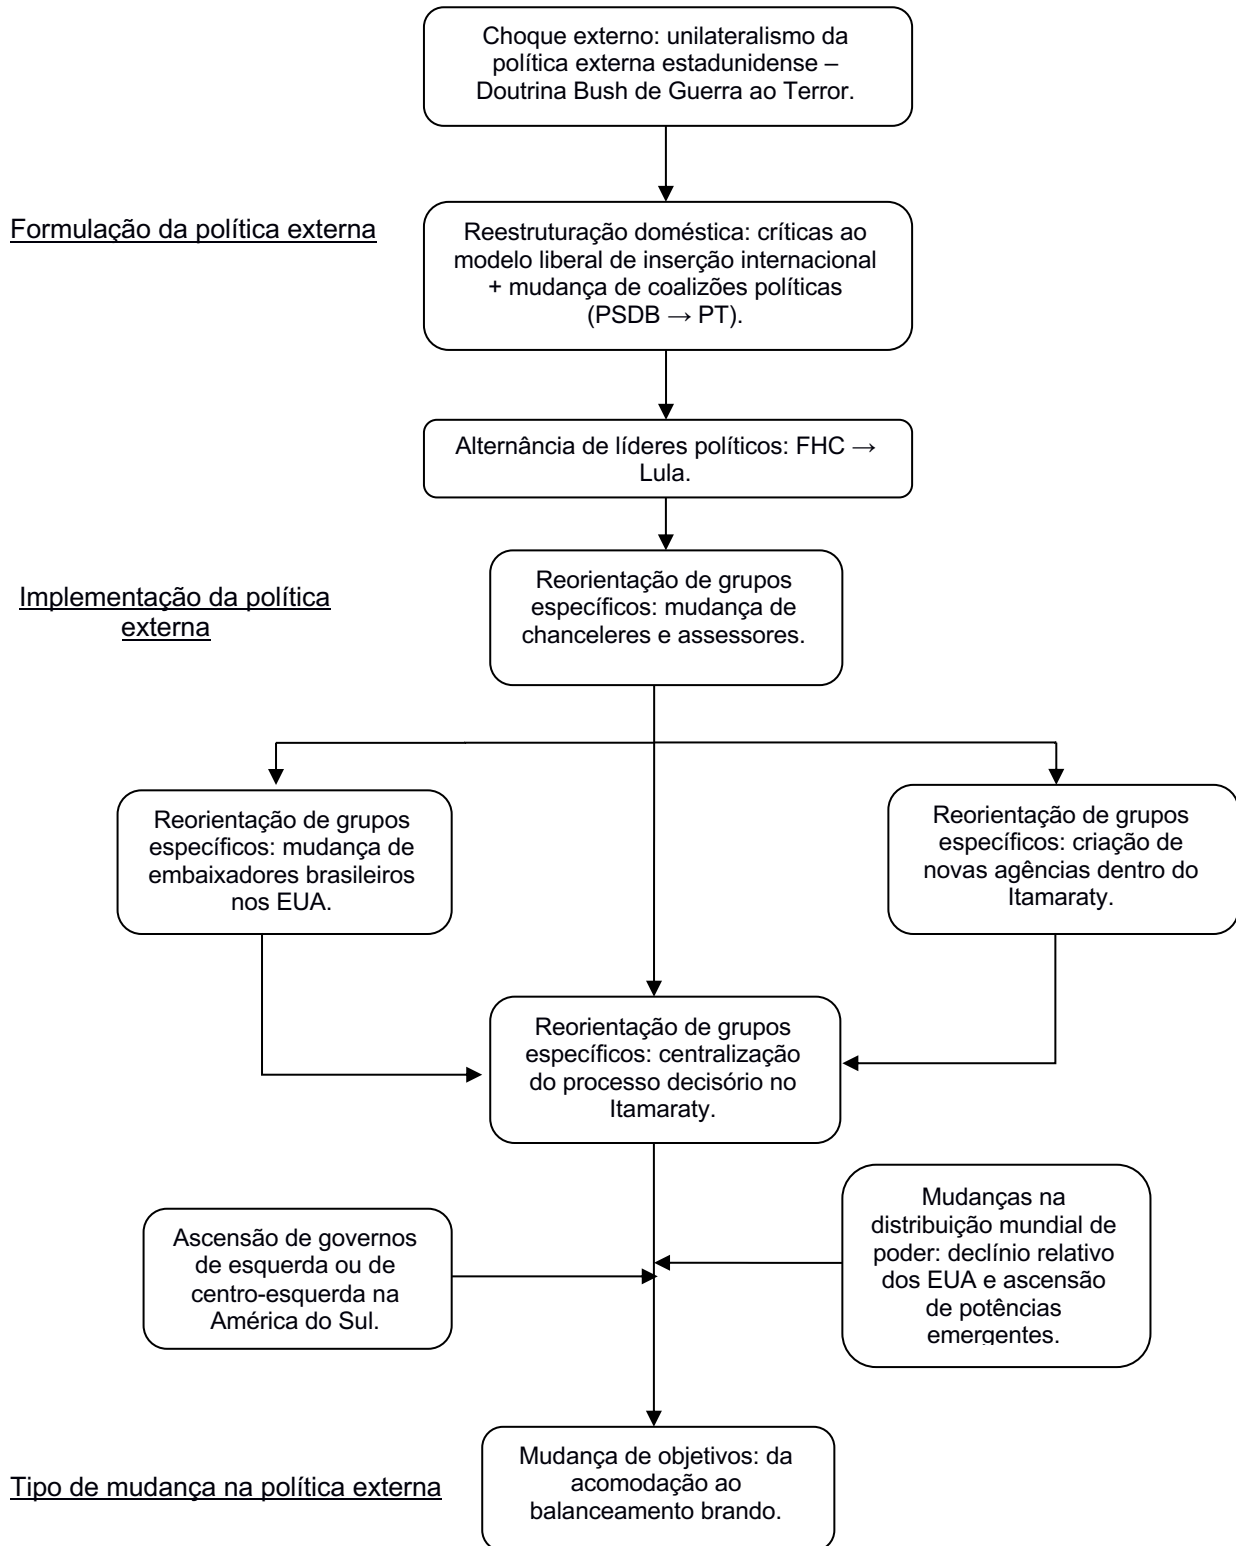 Choque externo: unilateralismo da
política externa estadunidense –
Doutrina Bush de Guerra ao Terror.
Formulação da política externa
Reestruturação doméstica: críticas ao
modelo liberal de inserção internacional
+ mudança de coalizões políticas
(PSDB → PT).
Alternância de líderes políticos: FHC →
Lula.
Implementação da política
externa
Reorientação de grupos
específicos: mudança de
chanceleres e assessores.
Reorientação de grupos
específicos: mudança de
embaixadores brasileiros
nos EUA.
Reorientação de grupos
específicos: criação de
novas agências dentro do
Itamaraty.
Reorientação de grupos
específicos: centralização
do processo decisório no
Itamaraty.
Ascensão de governos
de esquerda ou de
centro-esquerda na
América do Sul.
Mudanças na
distribuição mundial de
poder: declínio relativo
dos EUA e ascensão
de potências
emergentes.
Tipo de mudança na política externa
Mudança de objetivos: da
acomodação ao
balanceamento brando.